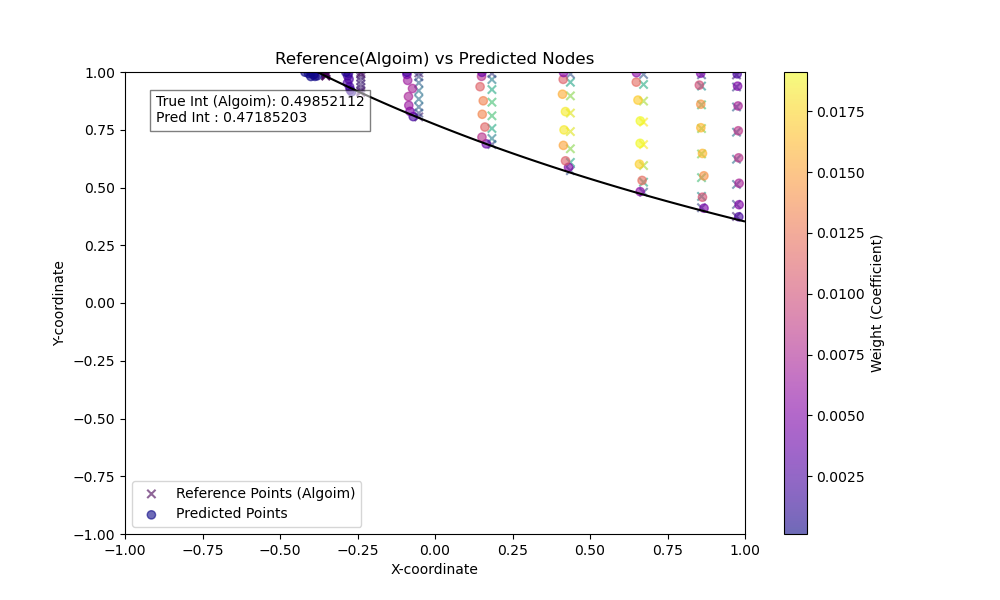 Reference(Algoim) vs Predicted Nodes
True Int (Algoim): 0.49852112
Pred Int : 0.47185203
1.00
0.75
0.50
0.25
0.00
−0.25
−0.50
−0.75
−1.00
Y-coordinate
Reference Points (Algoim)
Predicted Points
−1.00 −0.75 −0.50 −0.25 0.00 0.25 0.50 0.75 1.00
X-coordinate
0.0175
0.0150
0.0125
0.0100
0.0075
0.0050
0.0025
Weight (Coefficient)